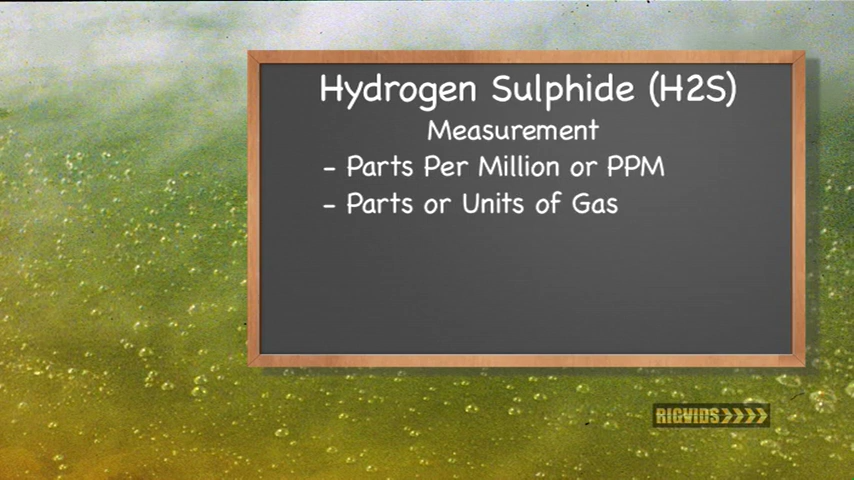 Hydrogen Sulphide (H2S)
Measurement
- Parts Per Million or PPM
- Parts or Units of Gas
RIGVIDS